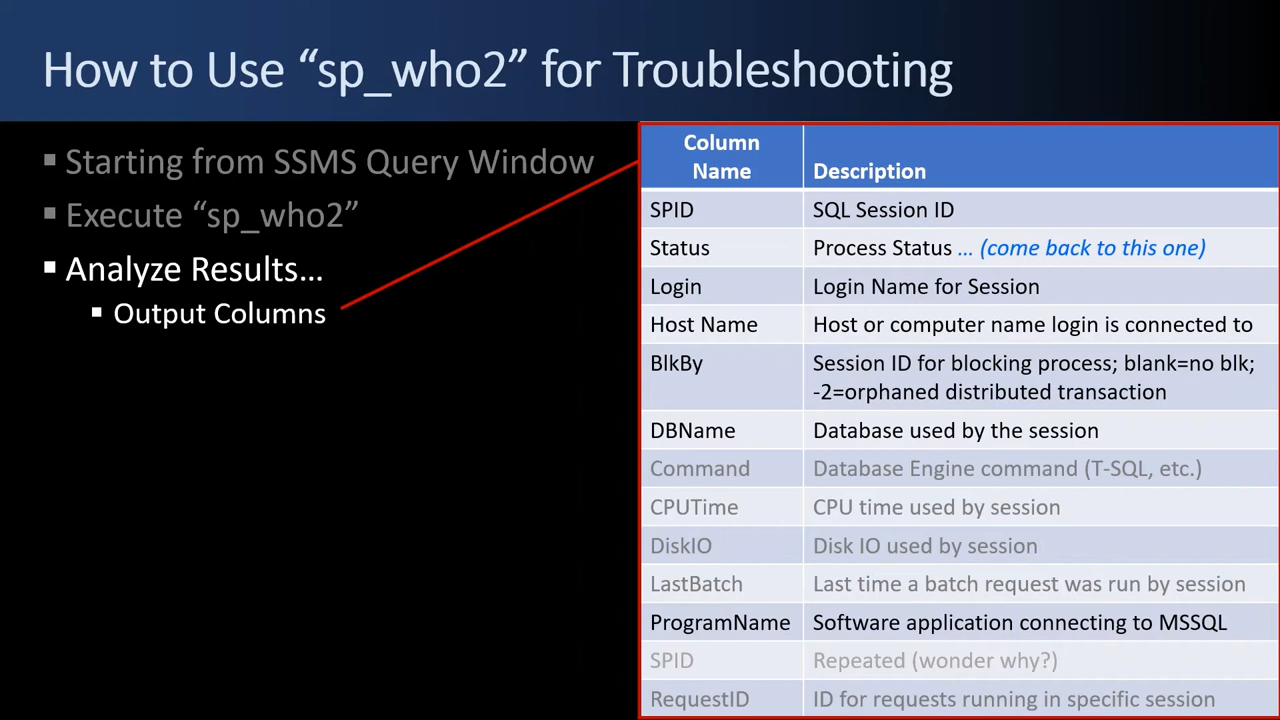 How to Use “sp_who2” for Troubleshooting
▪ Starting from SSMS Query Window
▪ Execute “sp_who2”
▪ Analyze Results…
▪ Output Columns
Column
Name
Description
SPID SQL Session ID
Status Process Status … (come back to this one)
Login Login Name for Session
Host Name Host or computer name login is connected to
BlkBy Session ID for blocking process; blank=no blk;
-2=orphaned distributed transaction
DBName Database used by the session
Command Database Engine command (T-SQL, etc.)
CPUTime CPU time used by session
DiskIO Disk IO used by session
LastBatch Last time a batch request was run by session
ProgramName Software application connecting to MSSQL
SPID Repeated (wonder why?)
RequestID ID for requests running in specific session